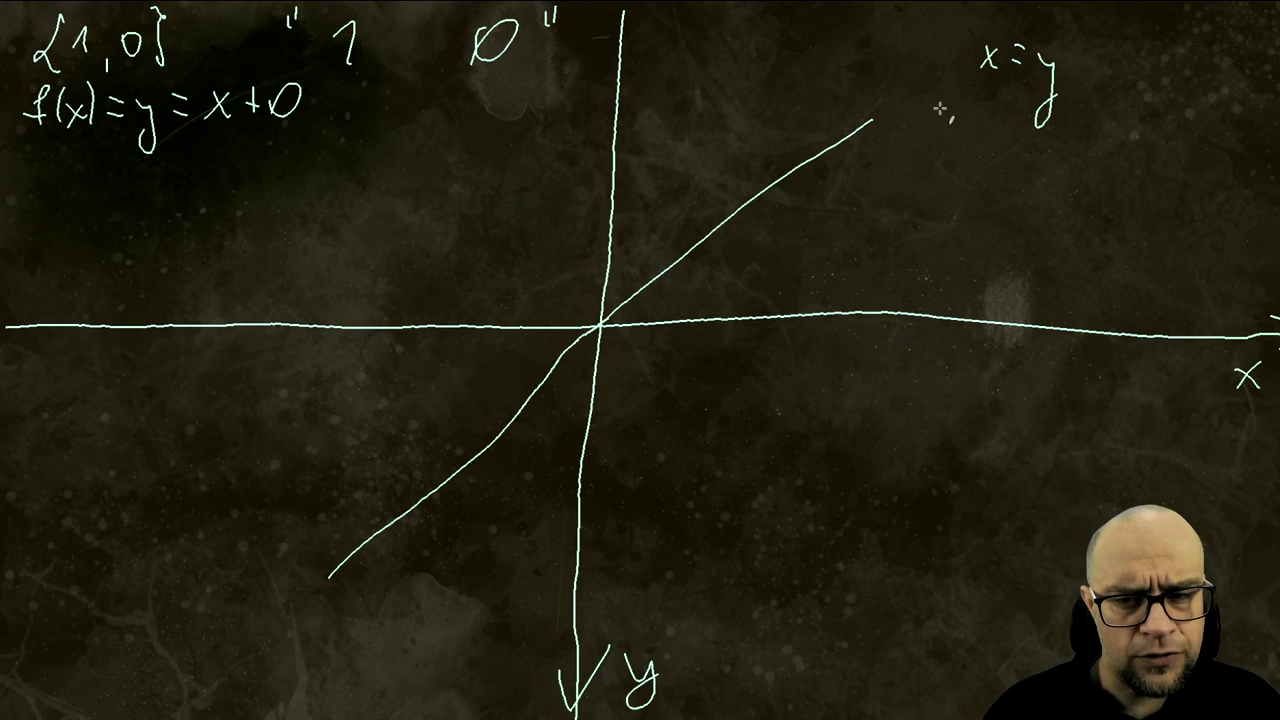 {1,0} " 1 0 "
f(x) = y = x + 0
x = y
x
y